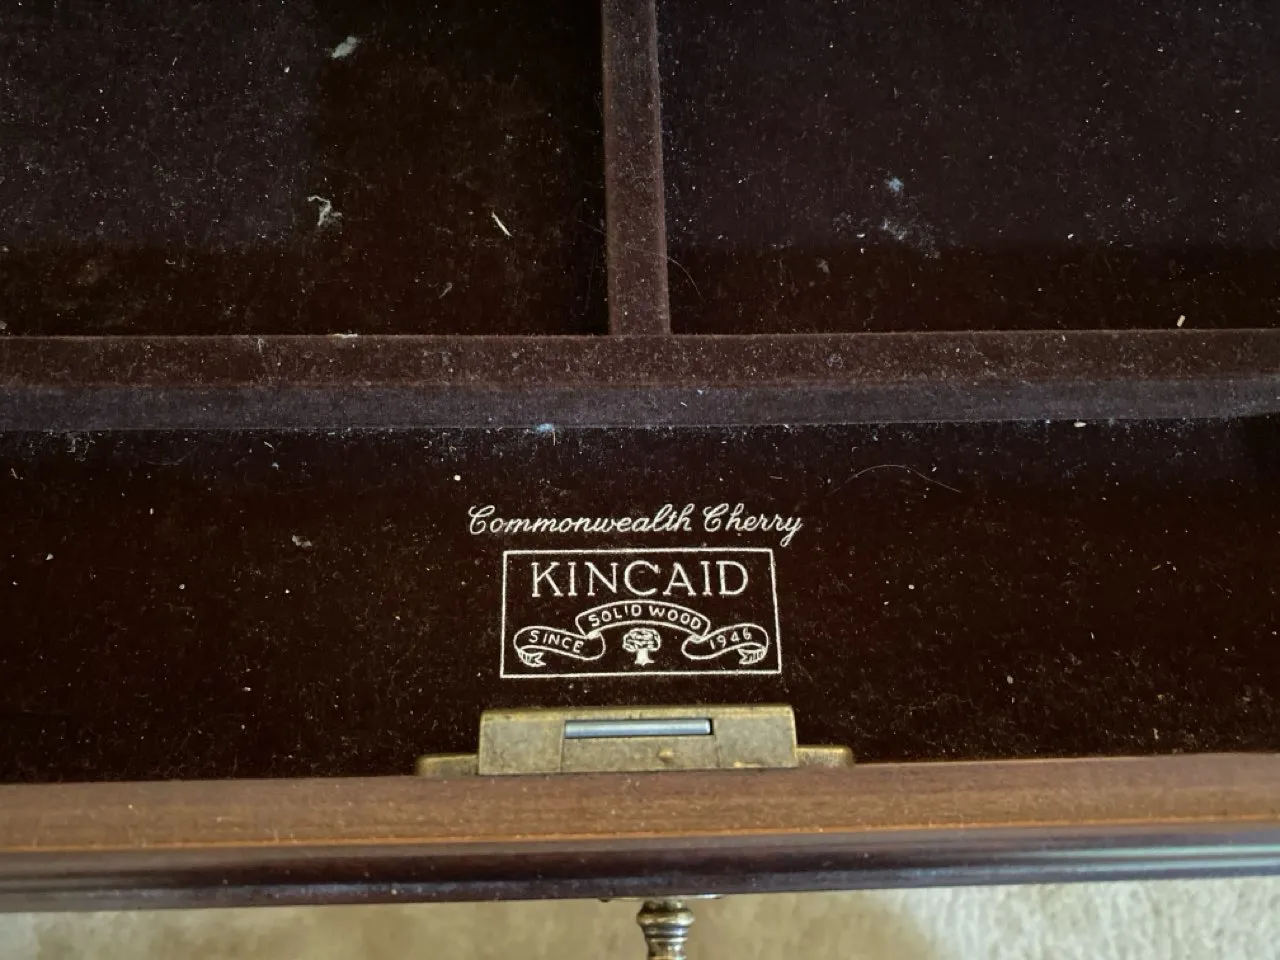 Commonwealth Cherry
KINCAID
SOLID WOOD
SINCE 1946